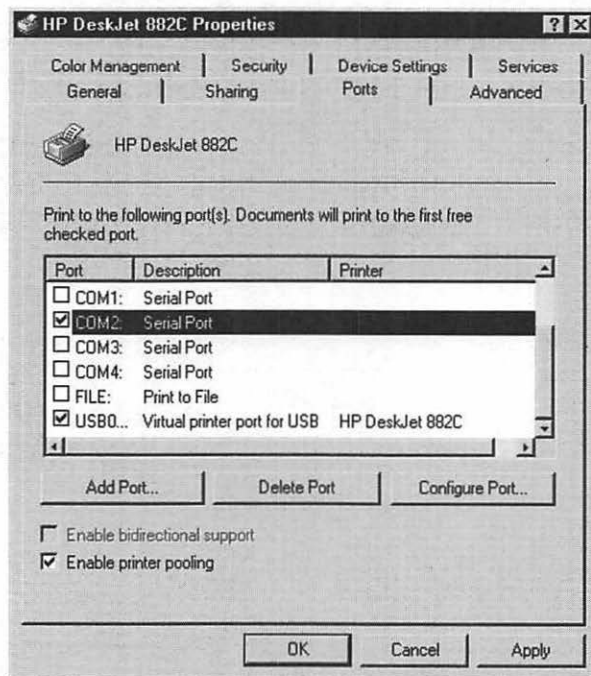 HP DeskJet 882C Properties
Color Management Security Device Settings Services
General Sharing Ports Advanced
HP DeskJet 882C
Print to the following port(s). Documents will print to the first free
checked port.
Port Description Printer
COM1: Serial Port
COM2: Serial Port
COM3: Serial Port
COM4: Serial Port
FILE: Print to File
USB0... Virtual printer port for USB HP DeskJet 882C
Add Port... Delete Port Configure Port...
Enable bidirectional support
Enable printer pooling
OK Cancel Apply